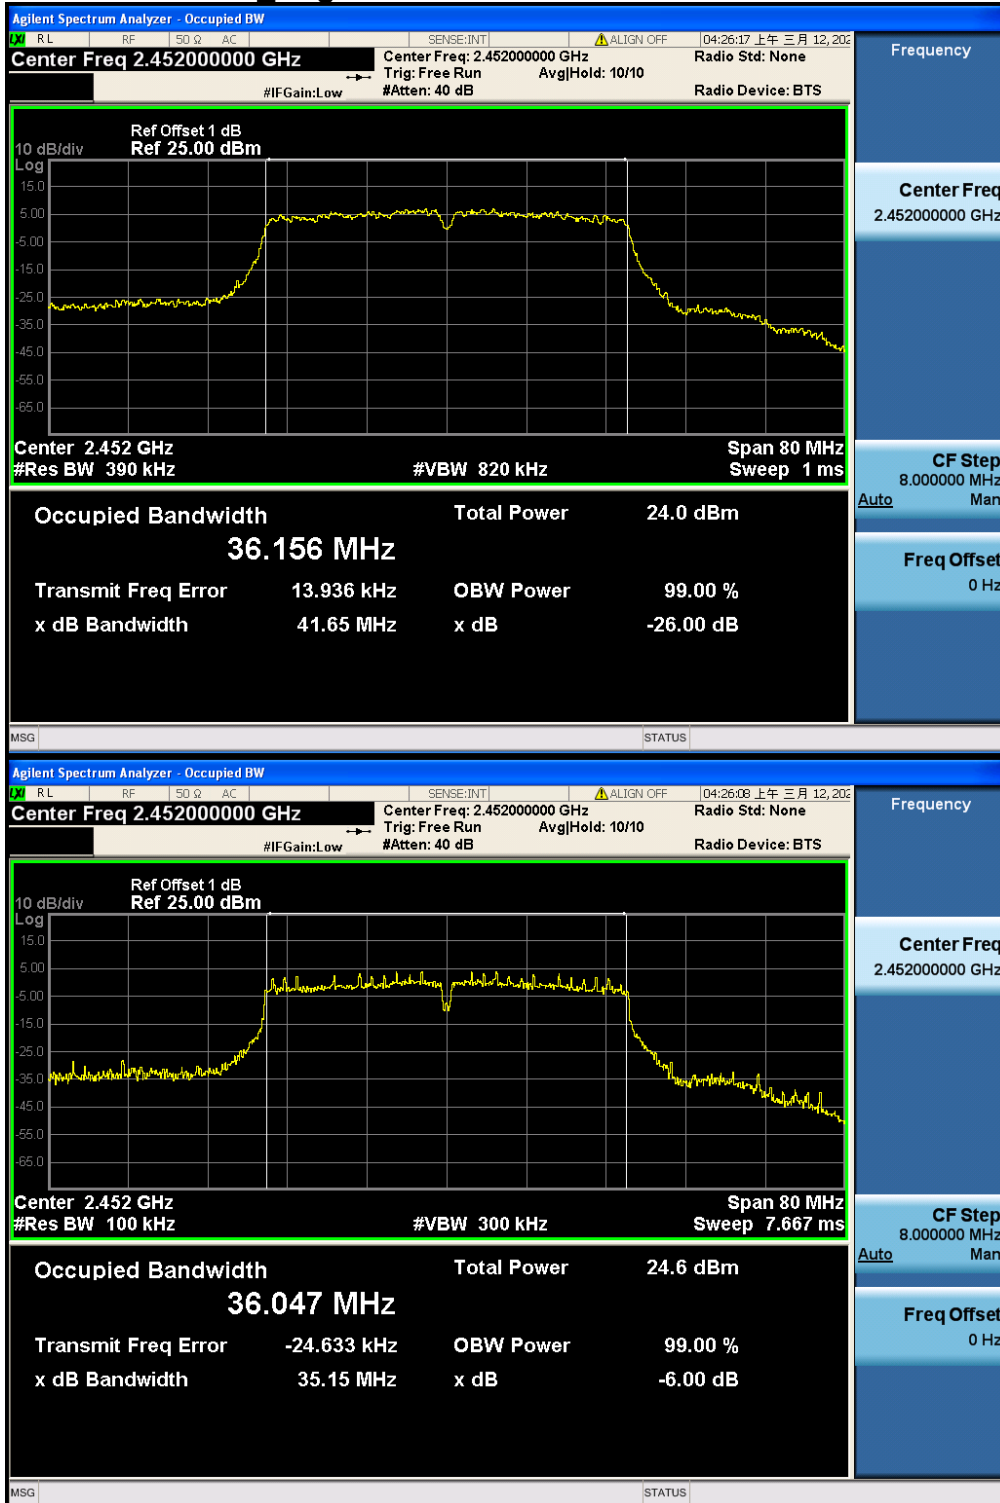 Agilent Spectrum Analyzer - Occupied BW
LXI RL RF 50 Ω AC SENSE:INT ⚠ALIGN OFF 04:26:17 上午 三月 12, 202
Center Freq 2.452000000 GHz
Center Freq: 2.452000000 GHz
Radio Std: None
Trig: Free Run Avg|Hold: 10/10
#IFGain:Low #Atten: 40 dB
Radio Device: BTS
Frequency
Ref Offset 1 dB
10 dB/div Ref 25.00 dBm
Log
15.0
5.00
-5.00
-15.0
-25.0
-35.0
-45.0
-55.0
-65.0
Center 2.452 GHz Span 80 MHz
#Res BW 390 kHz #VBW 820 kHz Sweep 1 ms
Center Freq
2.452000000 GHz
CF Step
8.000000 MHz
Auto Man
Freq Offset
0 Hz
Occupied Bandwidth Total Power 24.0 dBm
36.156 MHz
Transmit Freq Error 13.936 kHz OBW Power 99.00 %
x dB Bandwidth 41.65 MHz x dB -26.00 dB
MSG STATUS
Agilent Spectrum Analyzer - Occupied BW
LXI RL RF 50 Ω AC SENSE:INT ⚠ALIGN OFF 04:26:08 上午 三月 12, 202
Center Freq 2.452000000 GHz
Center Freq: 2.452000000 GHz
Radio Std: None
Trig: Free Run Avg|Hold: 10/10
#IFGain:Low #Atten: 40 dB
Radio Device: BTS
Frequency
Ref Offset 1 dB
10 dB/div Ref 25.00 dBm
Log
15.0
5.00
-5.00
-15.0
-25.0
-35.0
-45.0
-55.0
-65.0
Center 2.452 GHz Span 80 MHz
#Res BW 100 kHz #VBW 300 kHz Sweep 7.667 ms
Center Freq
2.452000000 GHz
CF Step
8.000000 MHz
Auto Man
Freq Offset
0 Hz
Occupied Bandwidth Total Power 24.6 dBm
36.047 MHz
Transmit Freq Error -24.633 kHz OBW Power 99.00 %
x dB Bandwidth 35.15 MHz x dB -6.00 dB
MSG STATUS